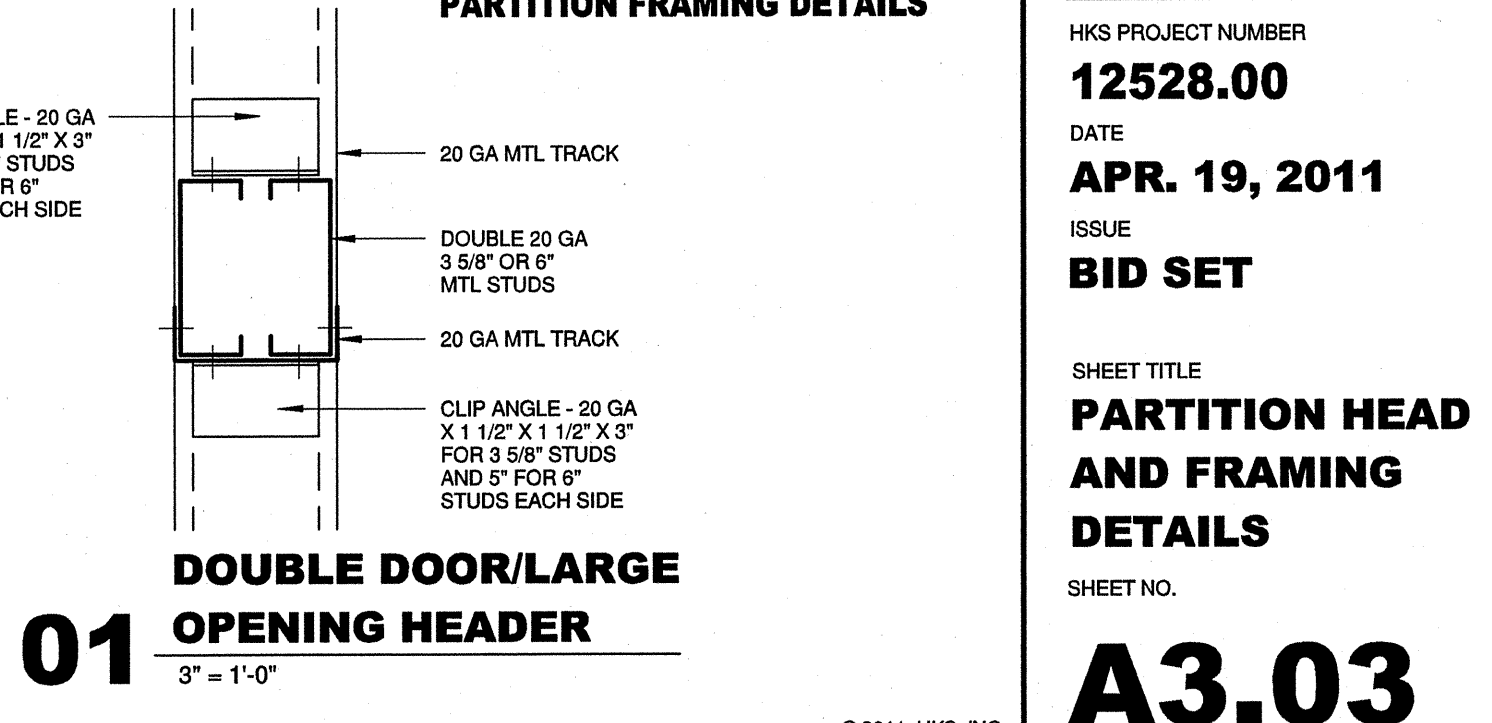 PARTITION FRAMING DETAILS
- 20 GA
1 1/2" X 3"
STUDS
6"
SIDE
20 GA MTL TRACK
DOUBLE 20 GA
3 5/8" OR 6"
MTL STUDS
20 GA MTL TRACK
CLIP ANGLE - 20 GA
X 1 1/2" X 1 1/2" X 3"
FOR 3 5/8" STUDS
AND 5" FOR 6"
STUDS EACH SIDE
DOUBLE DOOR/LARGE
OPENING HEADER
01
3" = 1'-0"
HKS PROJECT NUMBER
12528.00
DATE
APR. 19, 2011
ISSUE
BID SET
SHEET TITLE
PARTITION HEAD
AND FRAMING
DETAILS
SHEET NO.
A3.03